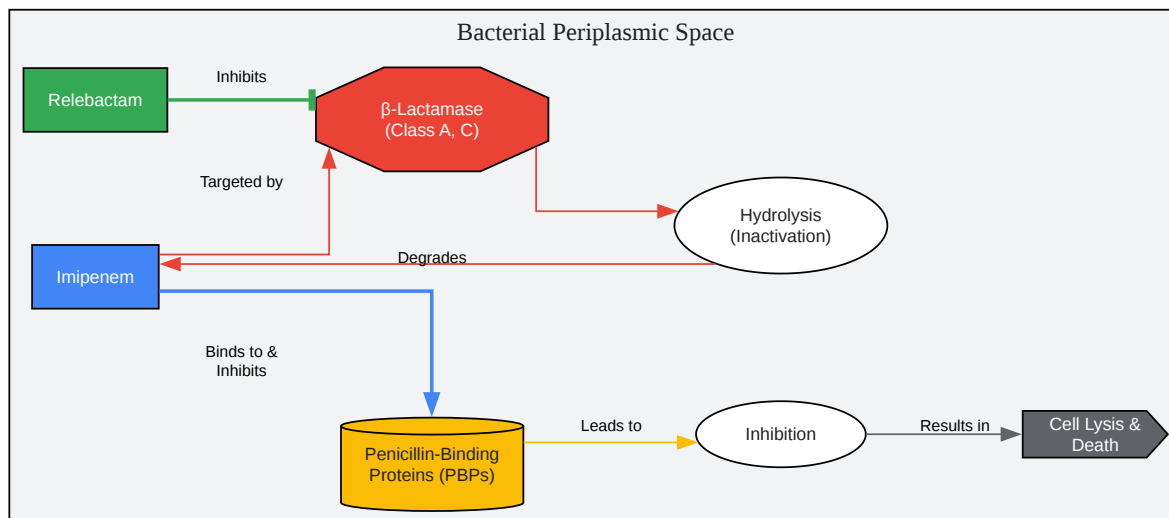 Bacterial Periplasmic Space
Inhibits
Relebactam
β-Lactamase
(Class A, C)
Targeted by
Hydrolysis
(Inactivation)
Degrades
Imipenem
Binds to &
Inhibits
Penicillin-Binding
Proteins (PBPs)
Leads to
Inhibition
Results in
Cell Lysis &
Death